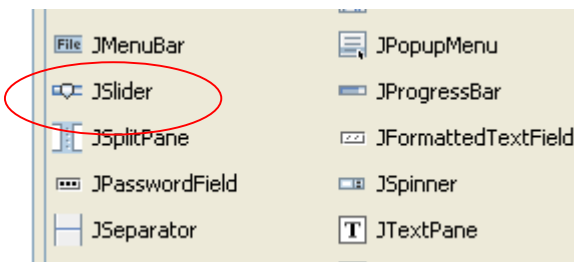 File JMenuBar JPopupMenu
JSlider JProgressBar
JSplitPane JFormattedTextField
JPasswordField JSpinner
JSeparator T JTextPane